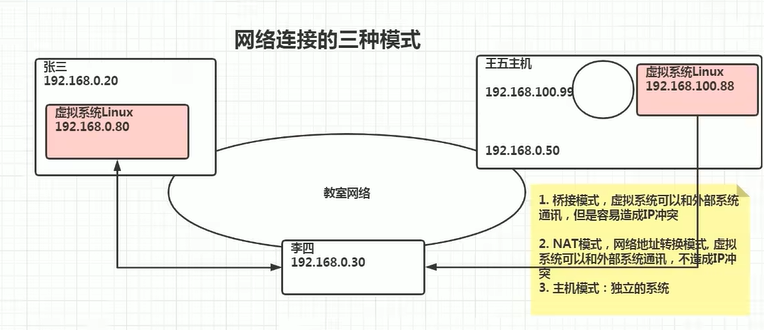 网络连接的三种模式
张三
192.168.0.20
虚拟系统Linux
192.168.0.80
王五主机
192.168.100.99
虚拟系统Linux
192.168.100.88
192.168.0.50
教室网络
李四
192.168.0.30
1. 桥接模式，虚拟系统可以和外部系统
通讯，但是容易造成IP冲突
2. NAT模式，网络地址转换模式, 虚拟
系统可以和外部系统通讯，不造成IP冲
突
3. 主机模式：独立的系统